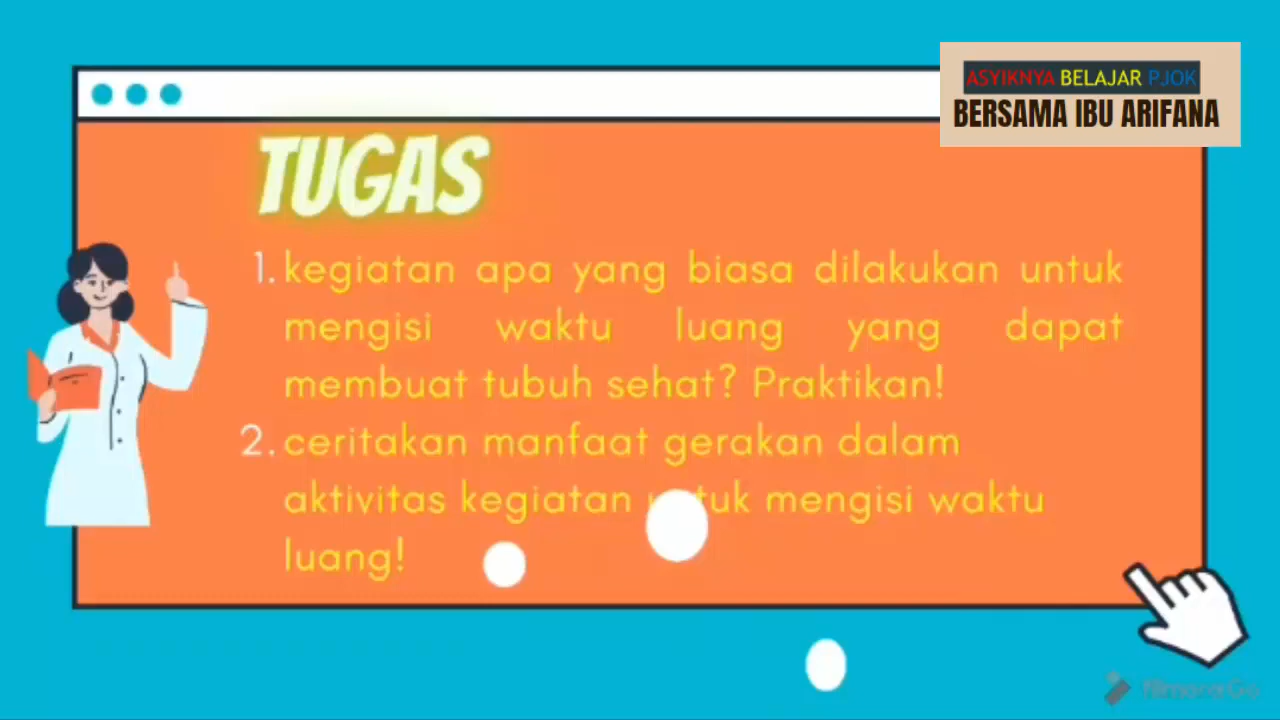 ASYIKNYA BELAJAR PJOK
BERSAMA IBU ARIFANA
TUGAS
1. kegiatan apa yang biasa dilakukan untuk
mengisi waktu luang yang dapat
membuat tubuh sehat? Praktikan!
2. ceritakan manfaat gerakan dalam
aktivitas kegiatan untuk mengisi waktu
luang!
filmoraGo